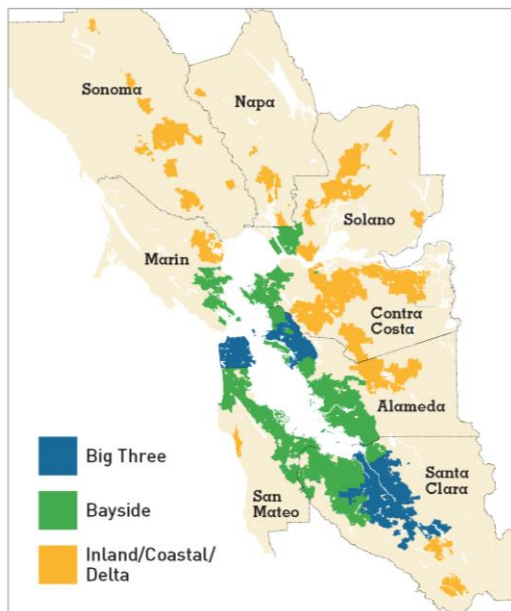 Sonoma
Napa
Solano
Marin
Contra
Costa
Alameda
Santa
Clara
San
Mateo
Big Three
Bayside
Inland/Coastal/
Delta